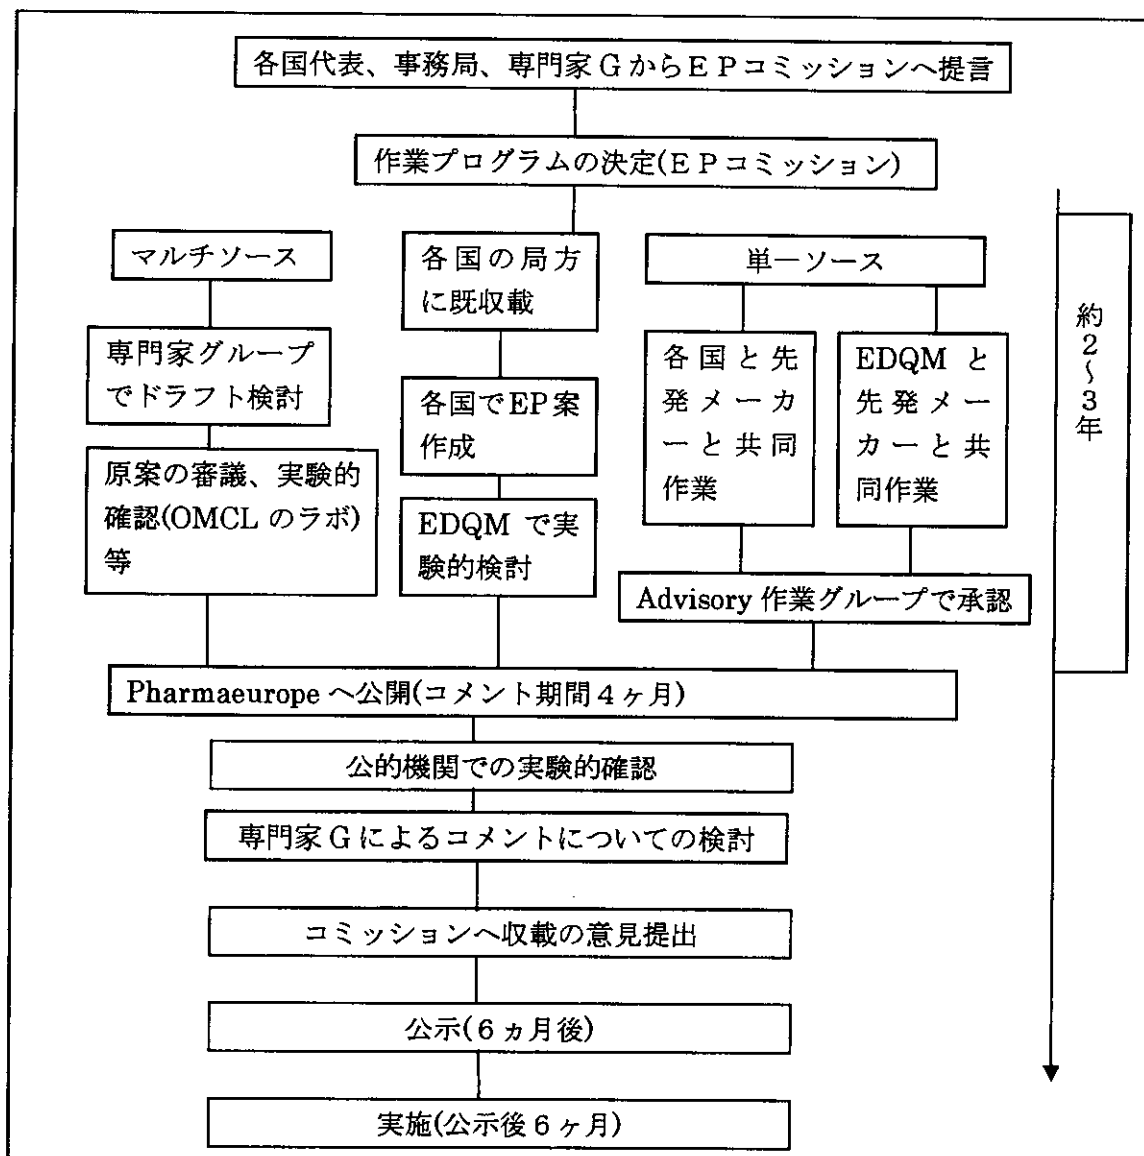 各国代表、事務局、専門家GからEPコミッションへ提言
作業プログラムの決定(EPコミッション)
マルチソース
専門家グループ
でドラフト検討
原案の審議、実験的
確認(OMCLのラボ)
等
各国の局方
に既収載
各国でEP案
作成
EDQMで実
験的検討
単一ソース
各国と先
発メーカ
ーと共同
作業
EDQMと
先発メー
カーと共
同作業
Advisory作業グループで承認
約2~3年
Pharmaeuropeへ公開(コメント期間4ヶ月)
公的機関での実験的確認
専門家Gによるコメントについての検討
コミッションへ収載の意見提出
公示(6ヵ月後)
実施(公示後6ヶ月)